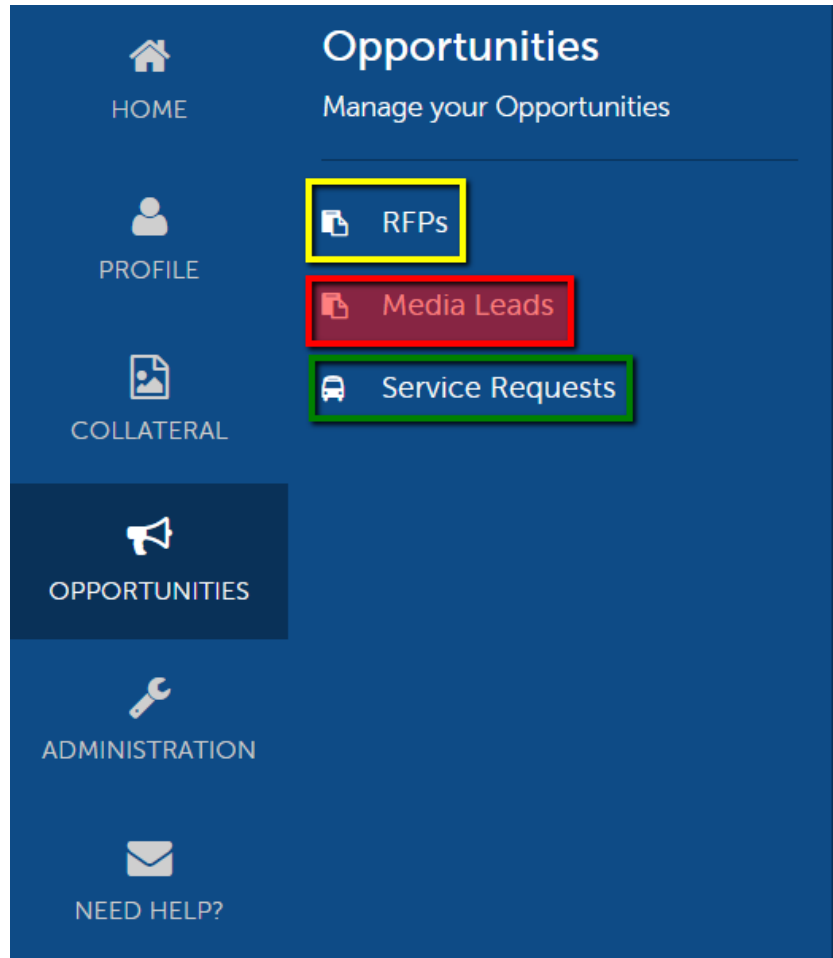 HOME
PROFILE
COLLATERAL
OPPORTUNITIES
ADMINISTRATION
NEED HELP?
Opportunities
Manage your Opportunities
RFPs
Media Leads
Service Requests